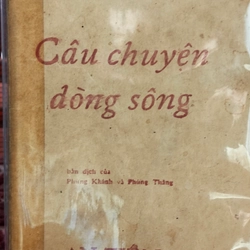 Câu chuyện
dòng sông
bản dịch của
Phùng Khánh và Phùng Thăng